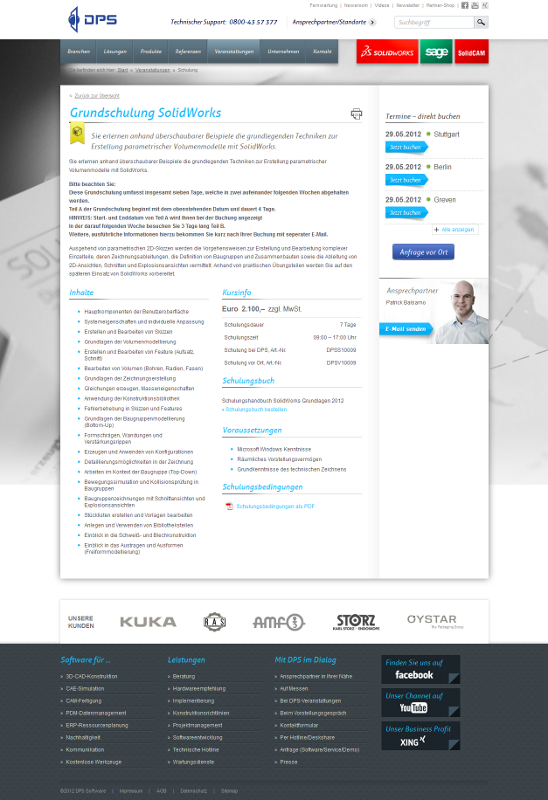 Fernwartung | Newsroom | Videos | Newsletter | Partner-Shop |
DPS
Technischer Support: 0800-43 57 377
Ansprechpartner/Standorte
Suchbegriff
Branchen Lösungen Produkte Referenzen Veranstaltungen Unternehmen Kontakt
SOLIDWORKS sage SolidCAM
Sie befinden sich hier: Start » Veranstaltungen » Schulung
« Zurück zur Übersicht
Grundschulung SolidWorks
Sie erlernen anhand überschaubarer Beispiele die grundlegenden Techniken zur
Erstellung parametrischer Volumenmodelle mit SolidWorks.
Sie erlernen anhand überschaubarer Beispiele die grundlegenden Techniken zur Erstellung parametrischer
Volumenmodelle mit SolidWorks.
Bitte beachten Sie:
Diese Grundschulung umfasst insgesamt sieben Tage, welche in zwei aufeinander folgenden Wochen abgehalten
werden.
Teil A der Grundschulung beginnt mit dem obenstehenden Datum und dauert 4 Tage.
HINWEIS: Start- und Enddatum von Teil A wird Ihnen bei der Buchung angezeigt!
In der darauf folgenden Woche besuchen Sie 3 Tage lang Teil B.
Weitere, ausführliche Informationen hierzu bekommen Sie kurz nach Ihrer Buchung mit seperater E-Mail.
Ausgehend von parametrischen 2D-Skizzen werden die Vorgehensweisen zur Erstellung und Bearbeitung komplexer
Einzelteile, deren Zeichnungsableitungen, die Definition von Baugruppen und Zusammenbauten sowie die Ableitung von
2D-Ansichten, Schnitten und Explosionsansichten vermittelt. Anhand von praktischen Übungsteilen werden Sie auf den
späteren Einsatz von SolidWorks vorbereitet.
Inhalte
Hauptkomponenten der Benutzeroberfläche
Systemeigenschaften und individuelle Anpassung
Erstellen und Bearbeiten von Skizzen
Grundlagen der Volumenmodellierung
Erstellen und Bearbeiten von Feature (Aufsatz,
Schnitt)
Bearbeiten von Volumen (Bohren, Radien, Fasen)
Grundlagen der Zeichnungserstellung
Gleichungen erzeugen, Masseneigenschaften
Anwendung der Konstruktionsbibliothek
Fehlerbehebung in Skizzen und Features
Grundlagen der Baugruppenmodellierung
(Bottom-Up)
Formschrägen, Wandungen und
Verstärkungsrippen
Erzeugen und Anwenden von Konfigurationen
Detaillierungsmöglichkeiten in der Zeichnung
Arbeiten im Kontext der Baugruppe (Top-Down)
Bewegungssimulation und Kollisionsprüfung in
Baugruppen
Baugruppenzeichnungen mit Schnittansichten und
Explosionsansichten
Stücklisten erstellen und Vorlagen bearbeiten
Anlegen und Verwenden von Bibliotheksteilen
Einblick in die Schweiß- und Blechkonstruktion
Einblick in das Austragen und Ausformen
(Freiformmodellierung)
Kursinfo
Euro 2.100,– zzgl. MwSt.
Schulungsdauer 7 Tage
Schulungszeit 09:00 – 17:00 Uhr
Schulung bei DPS, Art.-Nr. DPSS10009
Schulung vor Ort, Art.-Nr. DPSV10009
Schulungsbuch
Schulungshandbuch SolidWorks Grundlagen 2012
» Schulungsbuch bestellen
Voraussetzungen
Microsoft Windows Kenntnisse
Räumliches Vorstellungsvermögen
Grundkenntnisse des technischen Zeichnens
Schulungsbedingungen
Schulungsbedingungen als PDF
Termine – direkt buchen
29.05.2012 Stuttgart
Jetzt buchen
29.05.2012 Berlin
Jetzt buchen
29.05.2012 Greven
Jetzt buchen
+ Alle anzeigen
Anfrage vor Ort
Ansprechpartner
Patrick Balsamo
E-Mail senden
UNSERE
KUNDEN
KUKA
RAS
AMF
STORZ
KARL STORZ - ENDOSKOPE
OYSTAR
Software für ...
» 3D-CAD-Konstruktion
» CAE-Simulation
» CAM-Fertigung
» PDM-Datenmanagement
» ERP-Ressourcenplanung
» Nachhaltigkeit
» Kommunikation
» Kostenlose Werkzeuge
Leistungen
» Beratung
» Hardwareempfehlung
» Implementierung
» Konstruktionsrichtlinien
» Projektmanagement
» Softwareentwicklung
» Technische Hotline
» Wartungsdienste
Mit DPS im Dialog
» Ansprechpartner in Ihrer Nähe
» Auf Messen
» Bei DPS-Veranstaltungen
» Beim Vorstellungsgespräch
» Kontaktformular
» Per Hotline/Deskshare
» Anfrage (Software/Service/Demo)
» Presse
Finden Sie uns auf
facebook
Unser Channel auf
YouTube
Unser Business Profil
XING
©2012 DPS Software | Impressum | AGB | Datenschutz | Sitemap